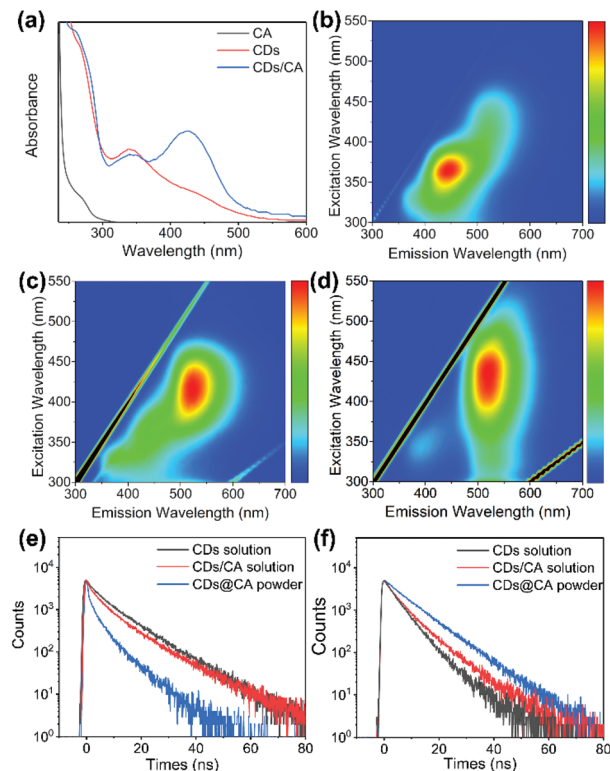 (a)
CA
CDs
CDs/CA
Absorbance
300 400 500 600
Wavelength (nm)
(b)
550
500
450
400
350
300
300 400 500 600 700
Excitation Wavelength (nm)
Emission Wavelength (nm)
(c)
550
500
450
400
350
300
300 400 500 600 700
Excitation Wavelength (nm)
Emission Wavelength (nm)
(d)
550
500
450
400
350
300
300 400 500 600 700
Excitation Wavelength (nm)
Emission Wavelength (nm)
(e)
CDs solution
CDs/CA solution
CDs@CA powder
10⁴
10³
10²
10¹
10⁰
Counts
0 20 40 60 80
Times (ns)
(f)
CDs solution
CDs/CA solution
CDs@CA powder
10⁴
10³
10²
10¹
10⁰
Counts
0 20 40 60 80
Times (ns)